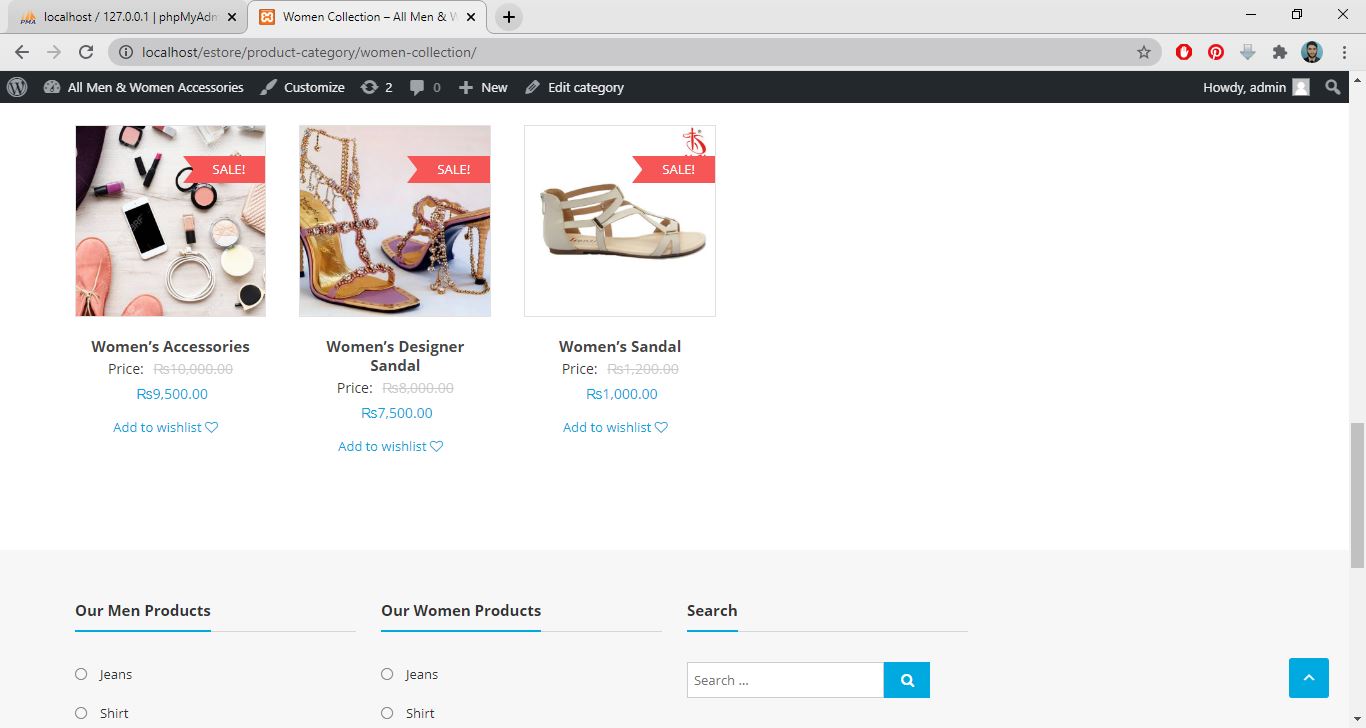 localhost / 127.0.0.1 | phpMyAdm
Women Collection – All Men & W
localhost/estore/product-category/women-collection/
All Men & Women Accessories
Customize
2
0
New
Edit category
Howdy, admin
SALE!
SALE!
SALE!
Women’s Accessories
Price: ₨10,000.00
₨9,500.00
Add to wishlist
Women’s Designer
Sandal
Price: ₨8,000.00
₨7,500.00
Add to wishlist
Women’s Sandal
Price: ₨1,200.00
₨1,000.00
Add to wishlist
Our Men Products
Jeans
Shirt
Our Women Products
Jeans
Shirt
Search
Search …